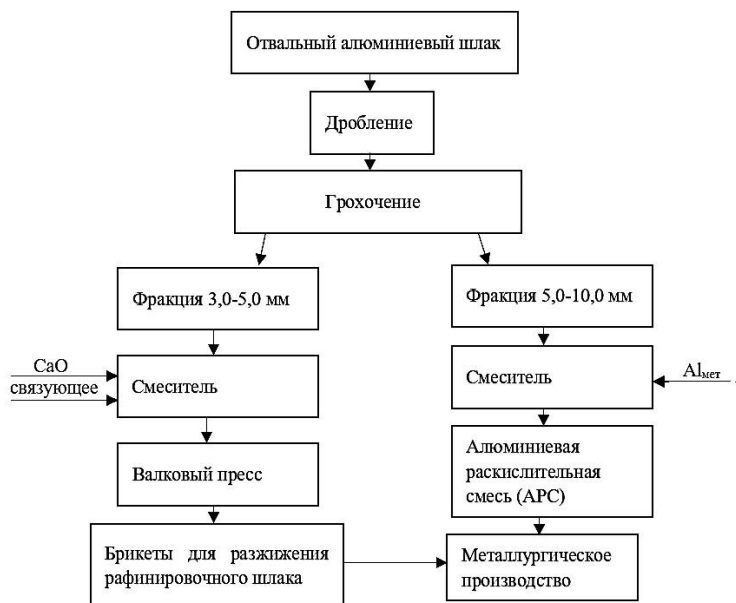 Отвальный алюминиевый шлак
Дробление
Грохочение
Фракция 3,0-5,0 мм
Фракция 5,0-10,0 мм
CaO
связующее
Смеситель
Смеситель
Alмет
Валковый пресс
Алюминиевая
раскислительная
смесь (АРС)
Брикеты для разжижения
рафинировочного шлака
Металлургическое
производство